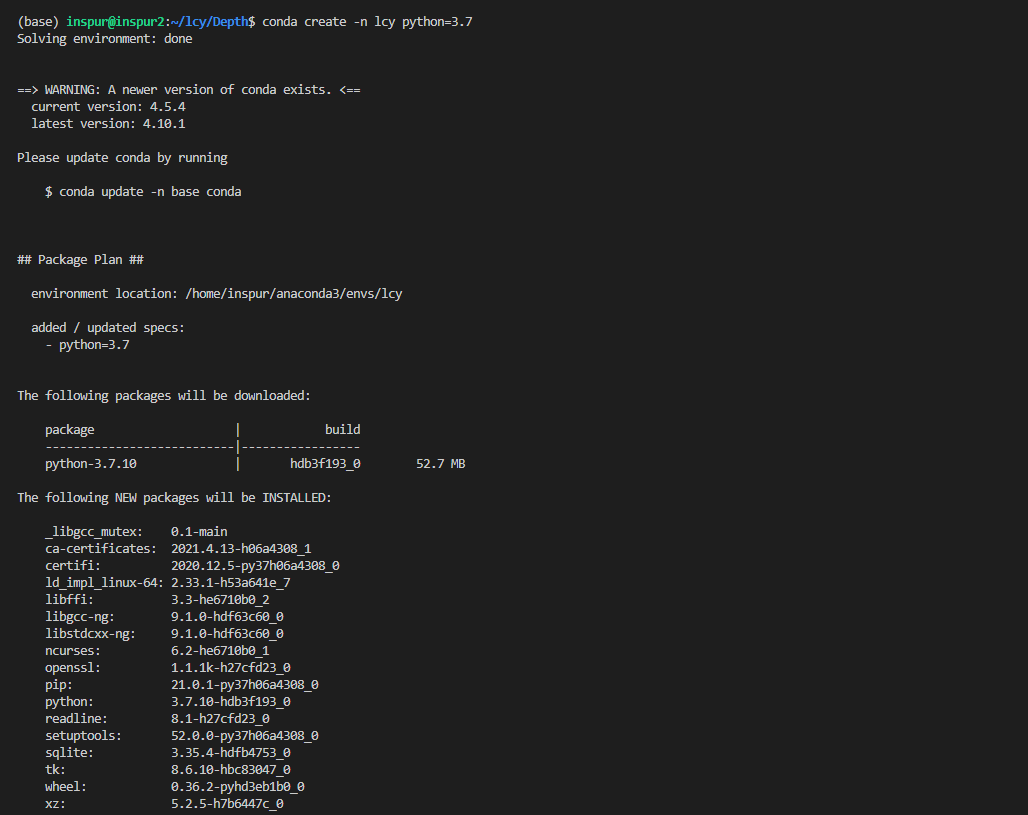 (base) inspur@inspur2:~/lcy/Depth$ conda create -n lcy python=3.7
Solving environment: done
==> WARNING: A newer version of conda exists. <==
  current version: 4.5.4
  latest version: 4.10.1
Please update conda by running
    $ conda update -n base conda
## Package Plan ##
  environment location: /home/inspur/anaconda3/envs/lcy
  added / updated specs:
    - python=3.7
The following packages will be downloaded:
    package                    |            build
    ---------------------------|-----------------
    python-3.7.10              |       hdb3f193_0        52.7 MB
The following NEW packages will be INSTALLED:
    _libgcc_mutex:    0.1-main
    ca-certificates:  2021.4.13-h06a4308_1
    certifi:          2020.12.5-py37h06a4308_0
    ld_impl_linux-64: 2.33.1-h53a641e_7
    libffi:           3.3-he6710b0_2
    libgcc-ng:        9.1.0-hdf63c60_0
    libstdcxx-ng:     9.1.0-hdf63c60_0
    ncurses:          6.2-he6710b0_1
    openssl:          1.1.1k-h27cfd23_0
    pip:              21.0.1-py37h06a4308_0
    python:           3.7.10-hdb3f193_0
    readline:         8.1-h27cfd23_0
    setuptools:       52.0.0-py37h06a4308_0
    sqlite:           3.35.4-hdfb4753_0
    tk:               8.6.10-hbc83047_0
    wheel:            0.36.2-pyhd3eb1b0_0
    xz:               5.2.5-h7b6447c_0